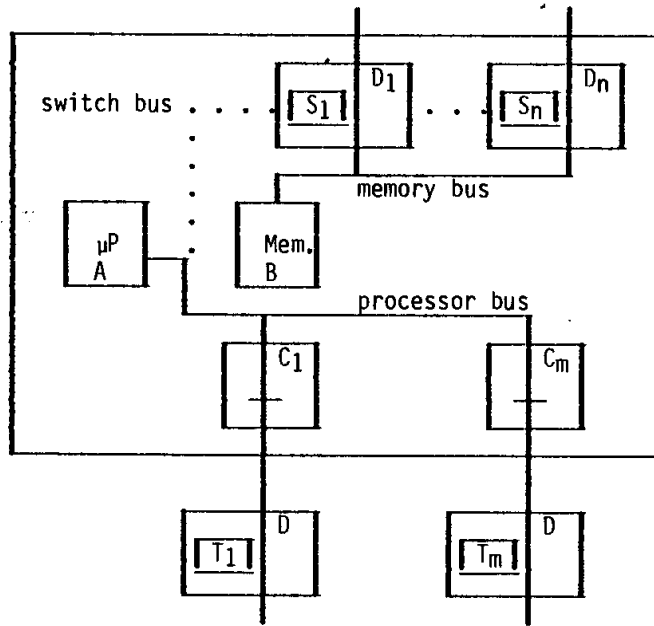 D1 Dn
switch bus S1 Sn
memory bus
μP Mem.
A B
processor bus
C1 Cm
D D
T1 Tm